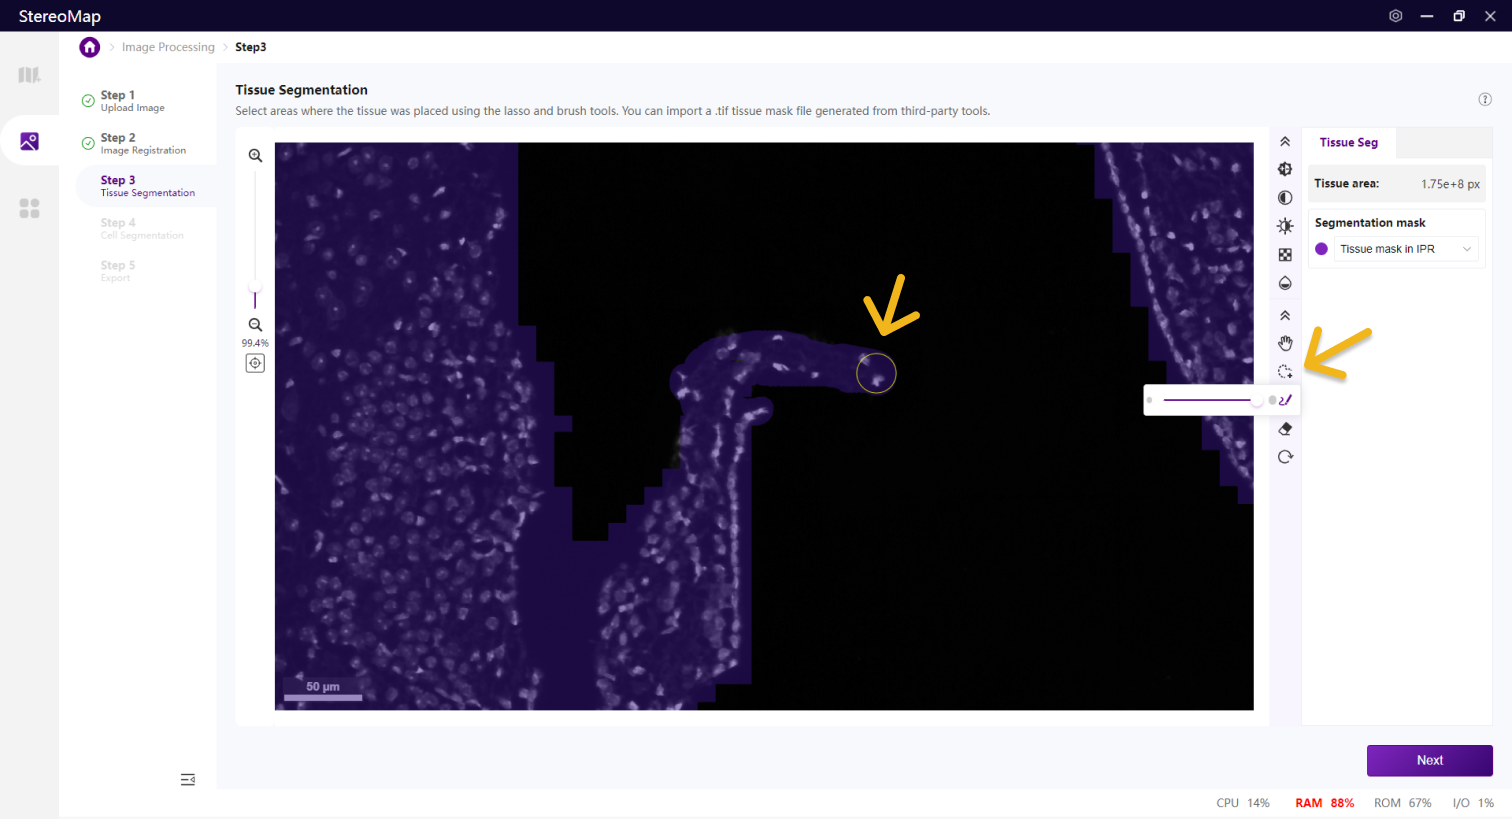 StereoMap
Image Processing
Step3
Step 1
Upload Image
Step 2
Image Registration
Step 3
Tissue Segmentation
Step 4
Cell Segmentation
Step 5
Export
Tissue Segmentation
Select areas where the tissue was placed using the lasso and brush tools. You can import a .tif tissue mask file generated from third-party tools.
99.4%
50 μm
Tissue Seg
Tissue area: 1.75e+8 px
Segmentation mask
Tissue mask in IPR
Next
CPU 14% RAM 88% ROM 67% I/O 1%